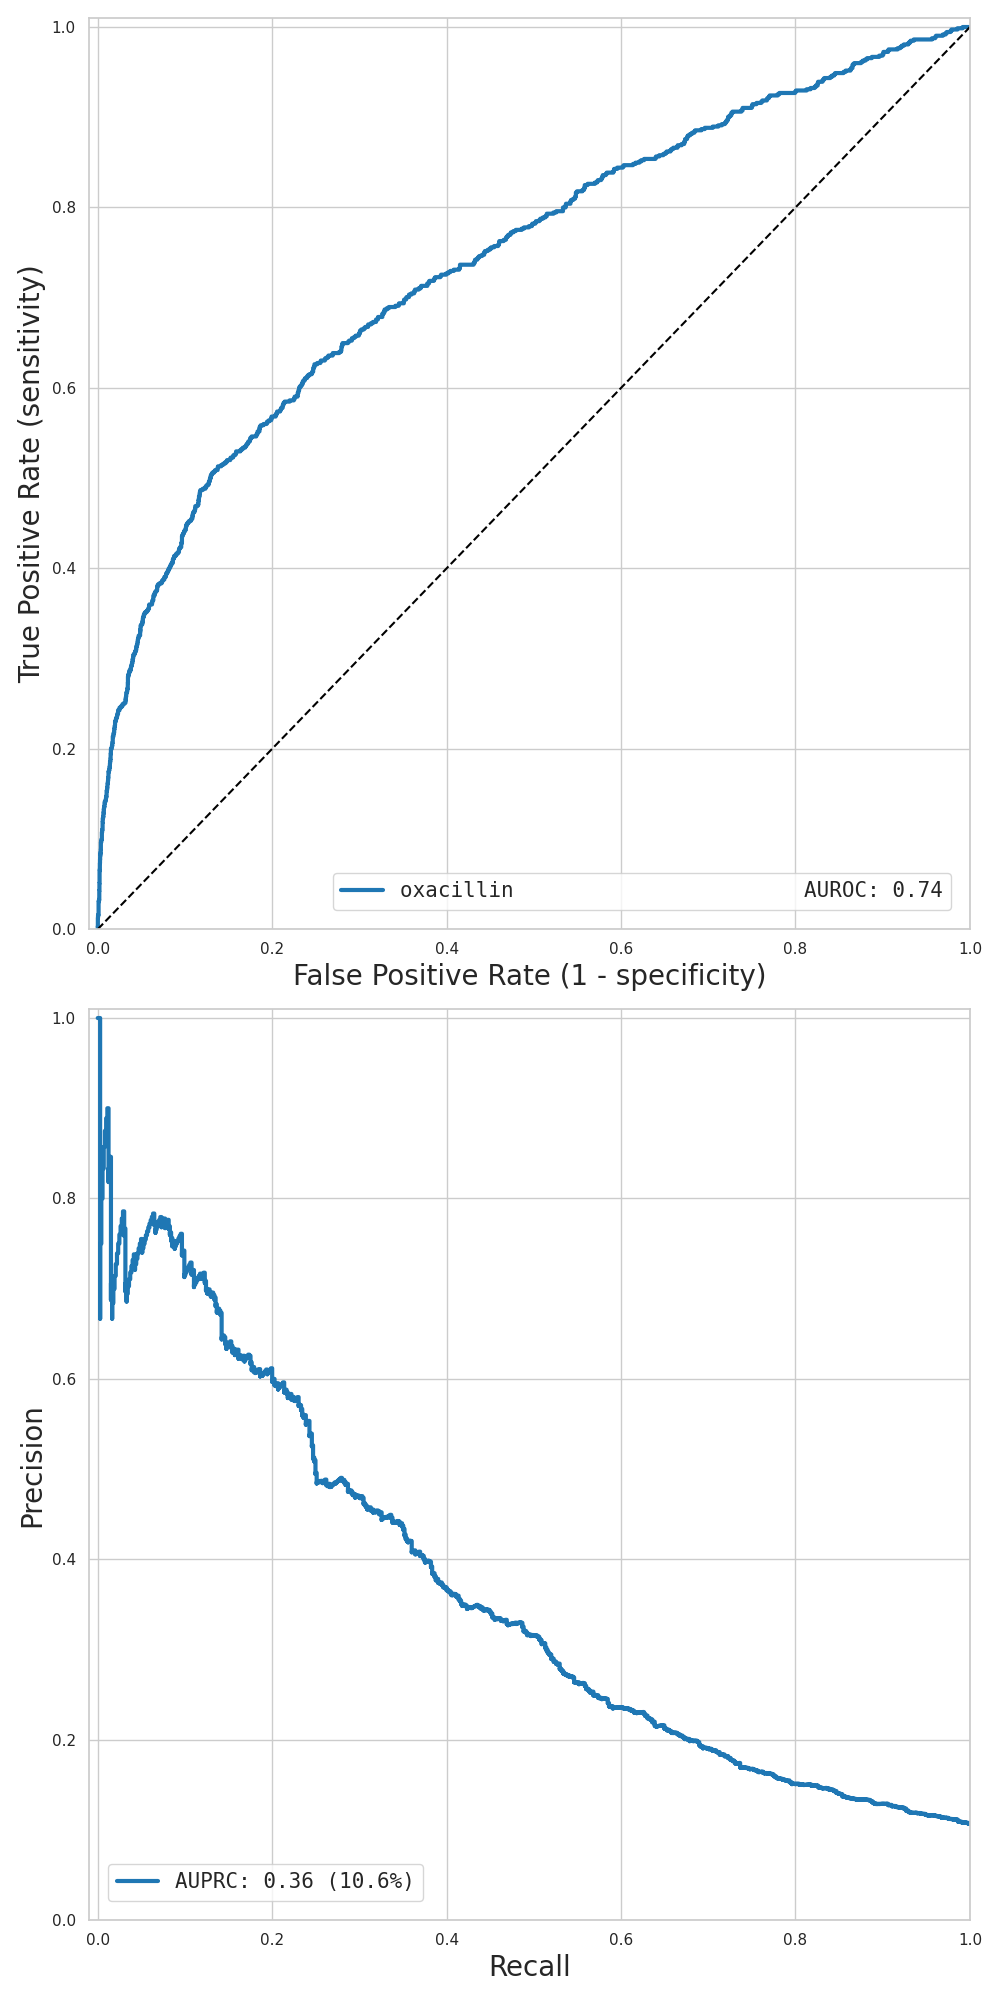 1.0
0.8
0.6
0.4
0.2
0.0
True Positive Rate (sensitivity)
oxacillin AUROC: 0.74
0.0 0.2 0.4 0.6 0.8 1.0
False Positive Rate (1 - specificity)
1.0
0.8
0.6
0.4
0.2
0.0
Precision
AUPRC: 0.36 (10.6%)
0.0 0.2 0.4 0.6 0.8 1.0
Recall